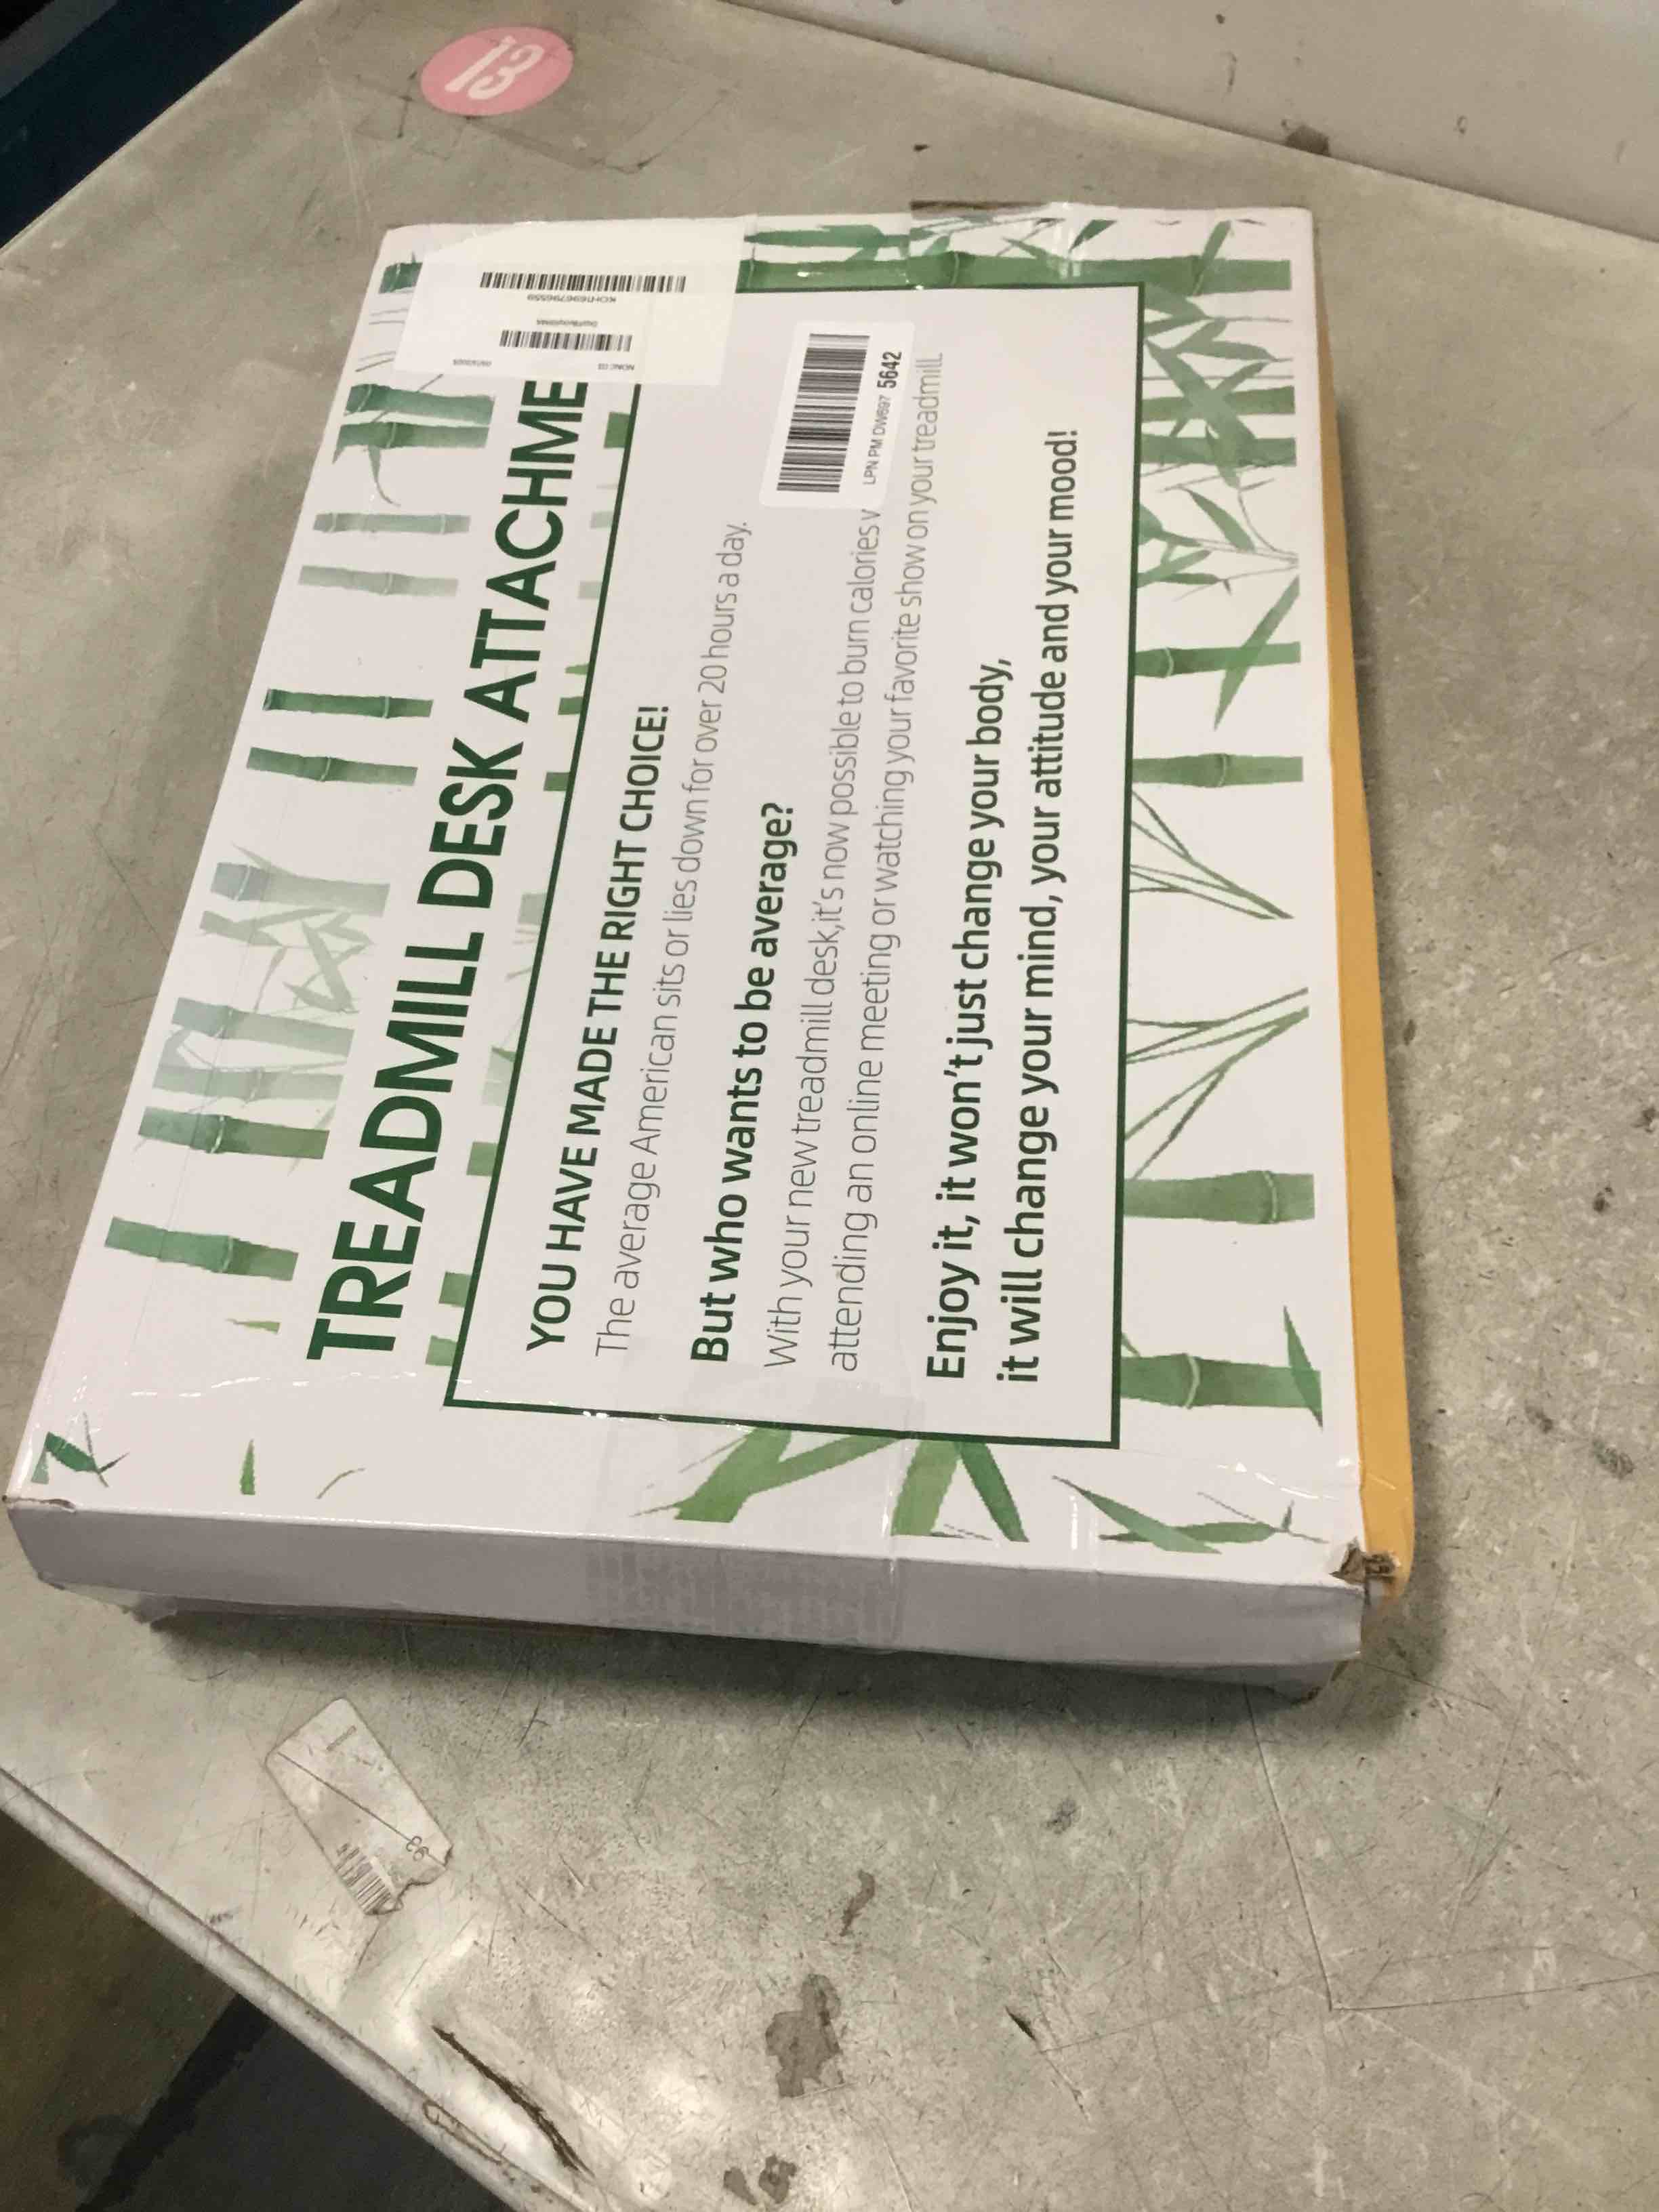 TREADMILL DESK ATTACHME
YOU HAVE MADE THE RIGHT CHOICE!
The average American sits or lies down for over 20 hours a day.
But who wants to be average?
With your new treadmill desk,it's now possible to burn calories v
attending an online meeting or watching your favorite show on your treadmill
Enjoy it, it won't just change your body,
it will change your mind, your attitude and your mood!
LPN PM DW697 5642
13
93